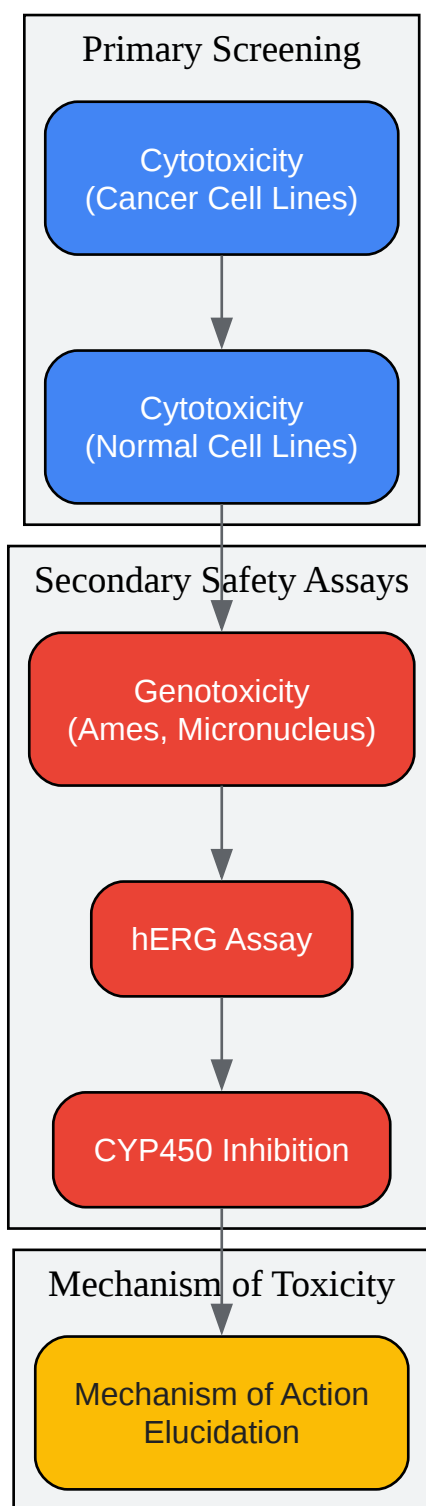 Primary Screening
Cytotoxicity
(Cancer Cell Lines)
Cytotoxicity
(Normal Cell Lines)
Secondary Safety Assays
Genotoxicity
(Ames, Micronucleus)
hERG Assay
CYP450 Inhibition
Mechanism of Toxicity
Mechanism of Action
Elucidation